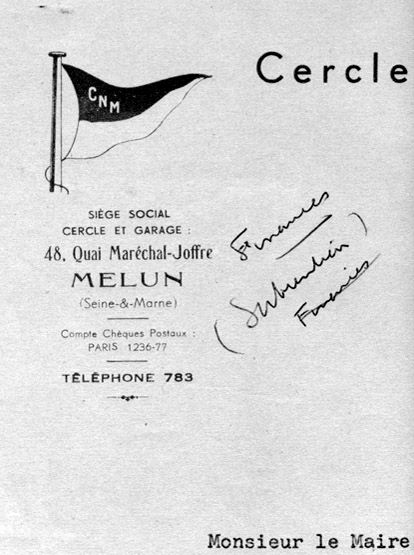 Cercle
CNM
SIÈGE SOCIAL
CERCLE ET GARAGE :
48, Quai Maréchal-Joffre
MELUN
(Seine-&-Marne)
Compte Chèques Postaux :
PARIS 1236-77
TÉLÉPHONE 783
Finances
(Subvention)
Monsieur le Maire